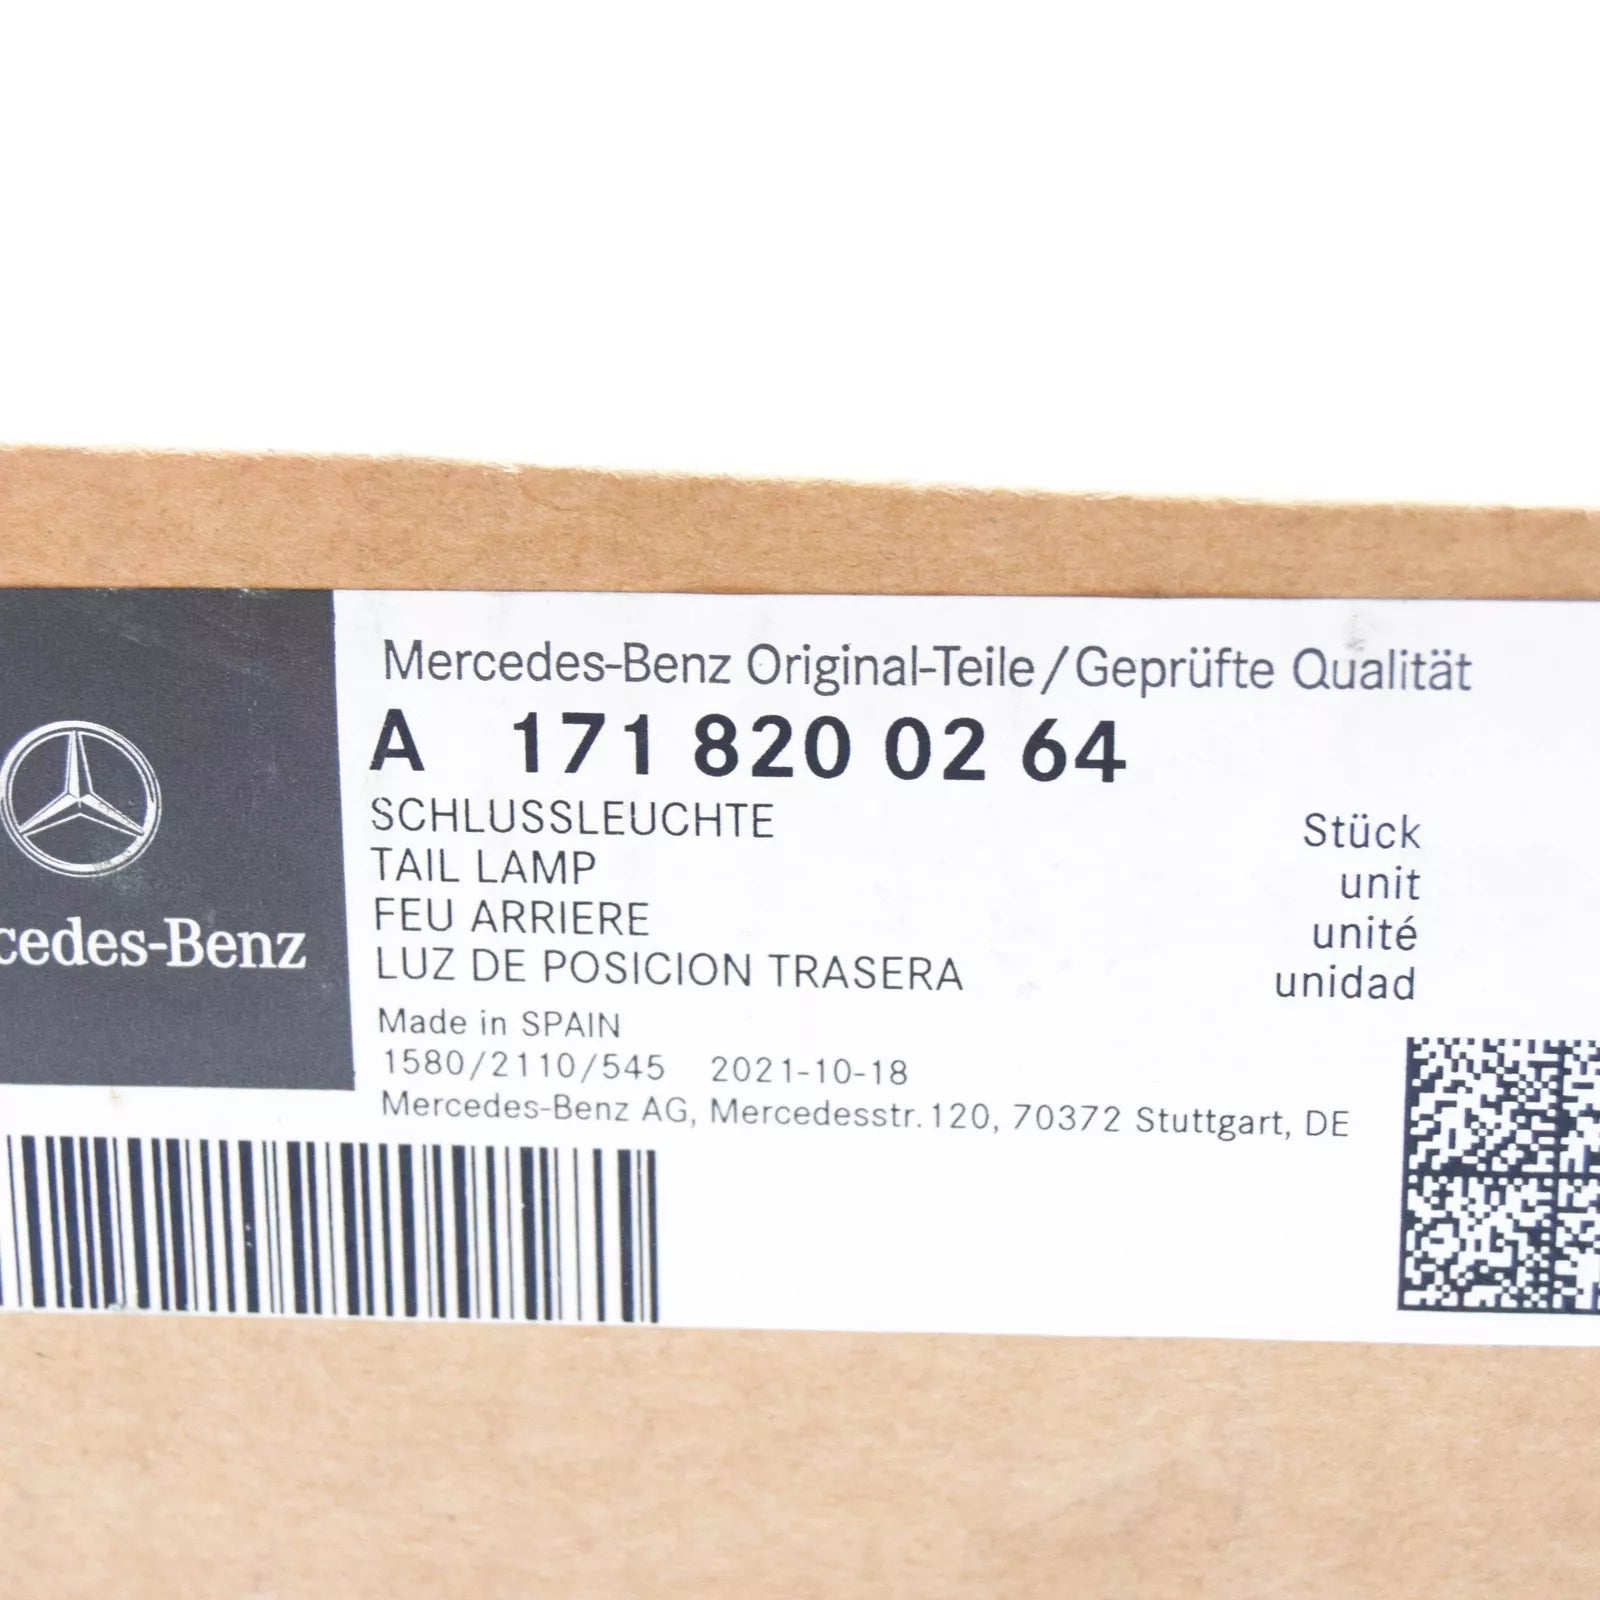 Mercedes-Benz Original-Teile/Geprüfte Qualität
A 171 820 02 64
SCHLUSSLEUCHTE
TAIL LAMP
FEU ARRIERE
LUZ DE POSICION TRASERA
Stück
unit
unité
unidad
Made in SPAIN
1580/2110/545 2021-10-18
Mercedes-Benz AG, Mercedesstr.120, 70372 Stuttgart, DE
cedes-Benz